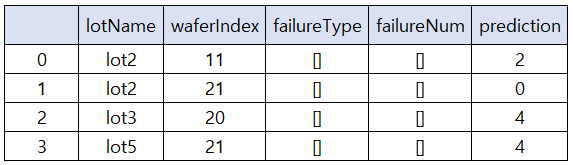 lotName waferIndex failureType failureNum prediction
0 lot2 11 [] [] 2
1 lot2 21 [] [] 0
2 lot3 20 [] [] 4
3 lot5 21 [] [] 4